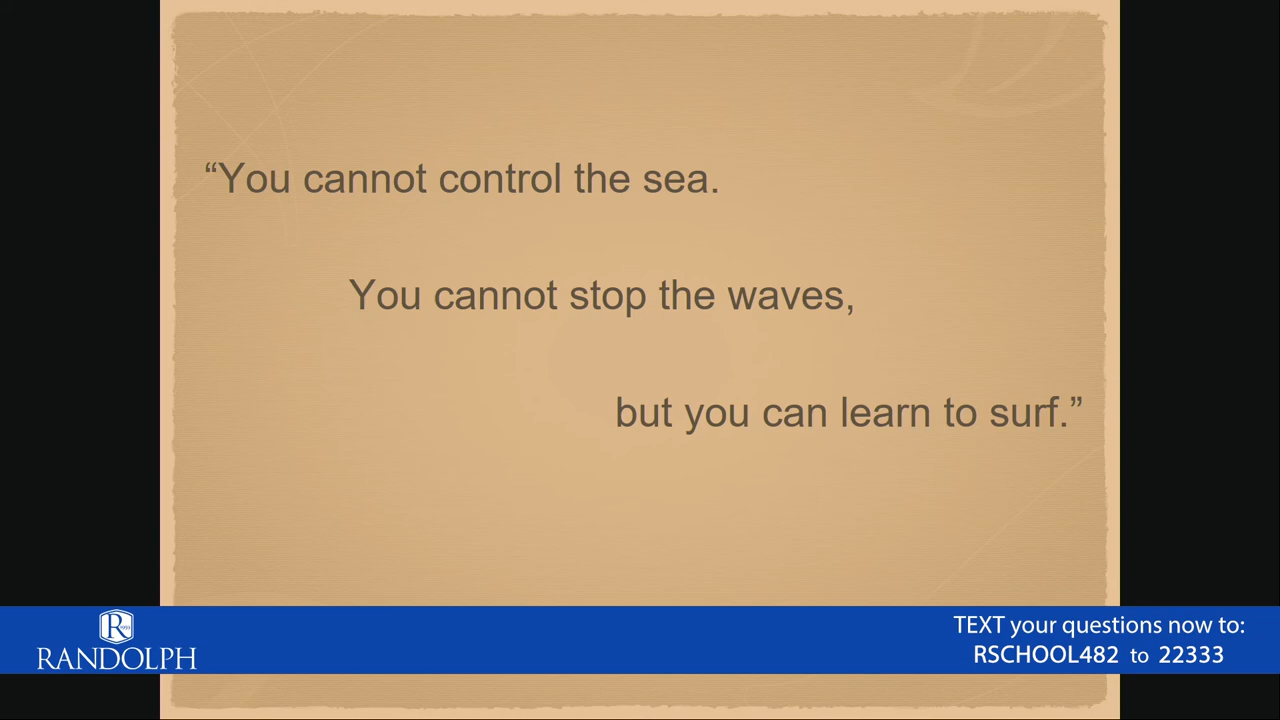 “You cannot control the sea.
You cannot stop the waves,
but you can learn to surf.”
R
RANDOLPH
TEXT your questions now to:
RSCHOOL482 to 22333